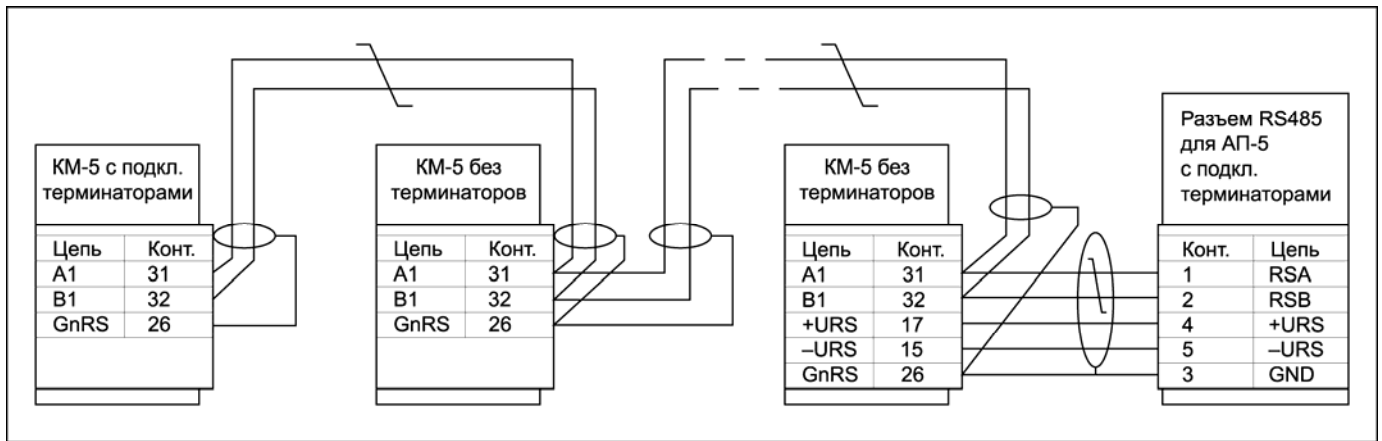 КМ-5 с подкл.
терминаторами
Цепь Конт.
A1 31
B1 32
GnRS 26
КМ-5 без
терминаторов
Цепь Конт.
A1 31
B1 32
GnRS 26
КМ-5 без
терминаторов
Цепь Конт.
A1 31
B1 32
+URS 17
–URS 15
GnRS 26
Разъем RS485
для АП-5
с подкл.
терминаторами
Конт. Цепь
1 RSA
2 RSB
4 +URS
5 –URS
3 GND